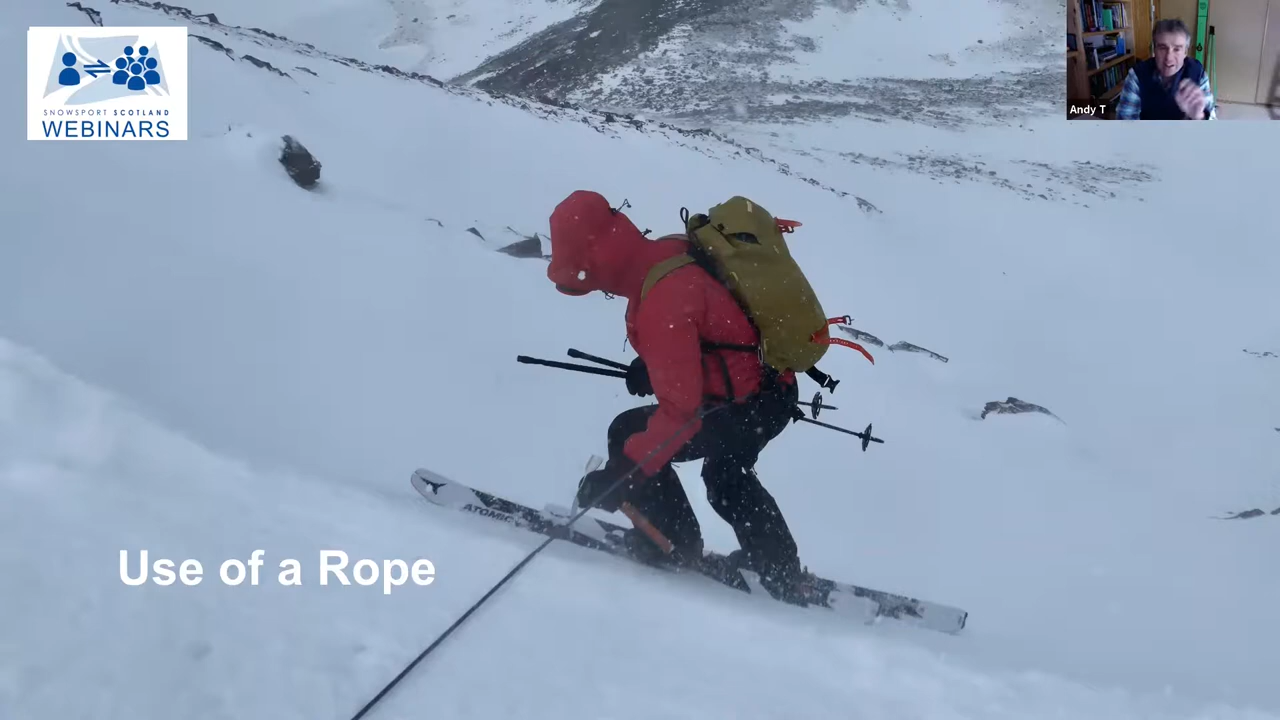 SNOWSPORT SCOTLAND
WEBINARS
Andy T
Use of a Rope
ATOMIC